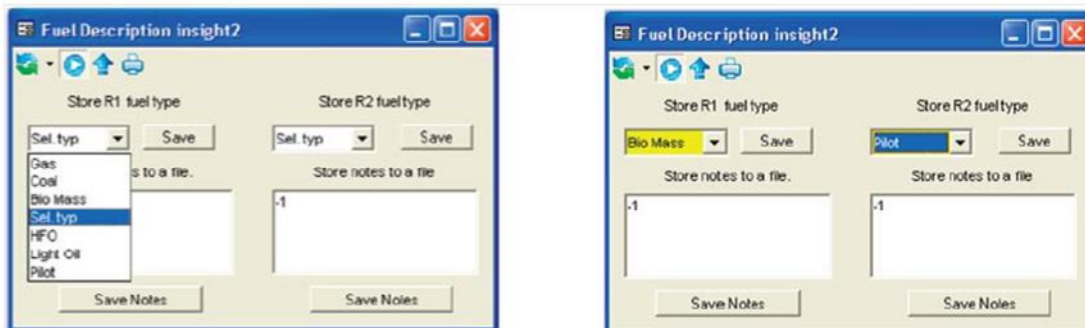 Fuel Description insight2
Store R1 fuel type
Store R2 fuel type
Sel. typ
Save
Sel. typ
Save
Gas
Coal
Bio Mass
Sel. typ
HFO
Light Oil
Pilot
s to a file.
Store notes to a file
-1
Save Notes
Save Notes
Fuel Description insight2
Store R1 fuel type
Store R2 fuel type
Bio Mass
Save
Pilot
Save
Store notes to a file.
Store notes to a file
-1
-1
Save Notes
Save Notes